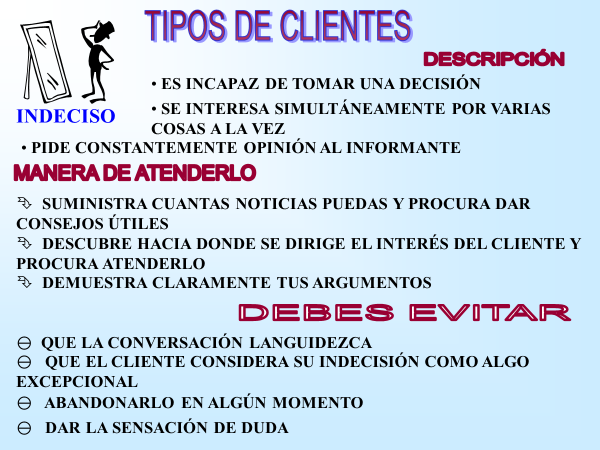 TIPOS DE CLIENTES
DESCRIPCIÓN
INDECISO
• ES INCAPAZ DE TOMAR UNA DECISIÓN
• SE INTERESA SIMULTÁNEAMENTE POR VARIAS
COSAS A LA VEZ
• PIDE CONSTANTEMENTE OPINIÓN AL INFORMANTE
MANERA DE ATENDERLO
SUMINISTRA CUANTAS NOTICIAS PUEDAS Y PROCURA DAR
CONSEJOS ÚTILES
DESCUBRE HACIA DONDE SE DIRIGE EL INTERÉS DEL CLIENTE Y
PROCURA ATENDERLO
DEMUESTRA CLARAMENTE TUS ARGUMENTOS
DEBES EVITAR
QUE LA CONVERSACIÓN LANGUIDEZCA
QUE EL CLIENTE CONSIDERA SU INDECISIÓN COMO ALGO
EXCEPCIONAL
ABANDONARLO EN ALGÚN MOMENTO
DAR LA SENSACIÓN DE DUDA